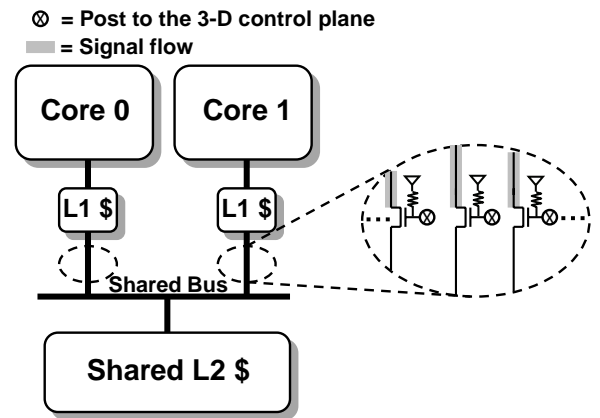 ⊗ = Post to the 3-D control plane
= Signal flow
Core 0
Core 1
L1 $
L1 $
Shared Bus
Shared L2 $